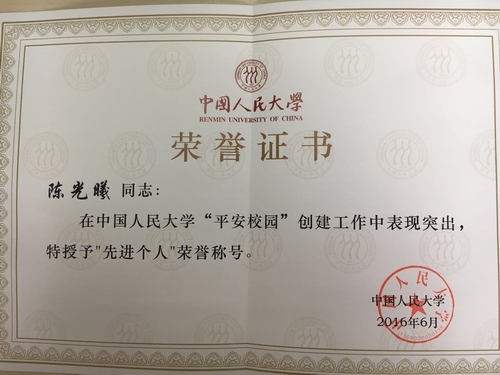 中国人民大学
RENMIN UNIVERSITY OF CHINA
荣誉证书
陈光曦 同志：
在中国人民大学“平安校园”创建工作中表现突出，
特授予"先进个人"荣誉称号。
中国人民大学
2016年6月